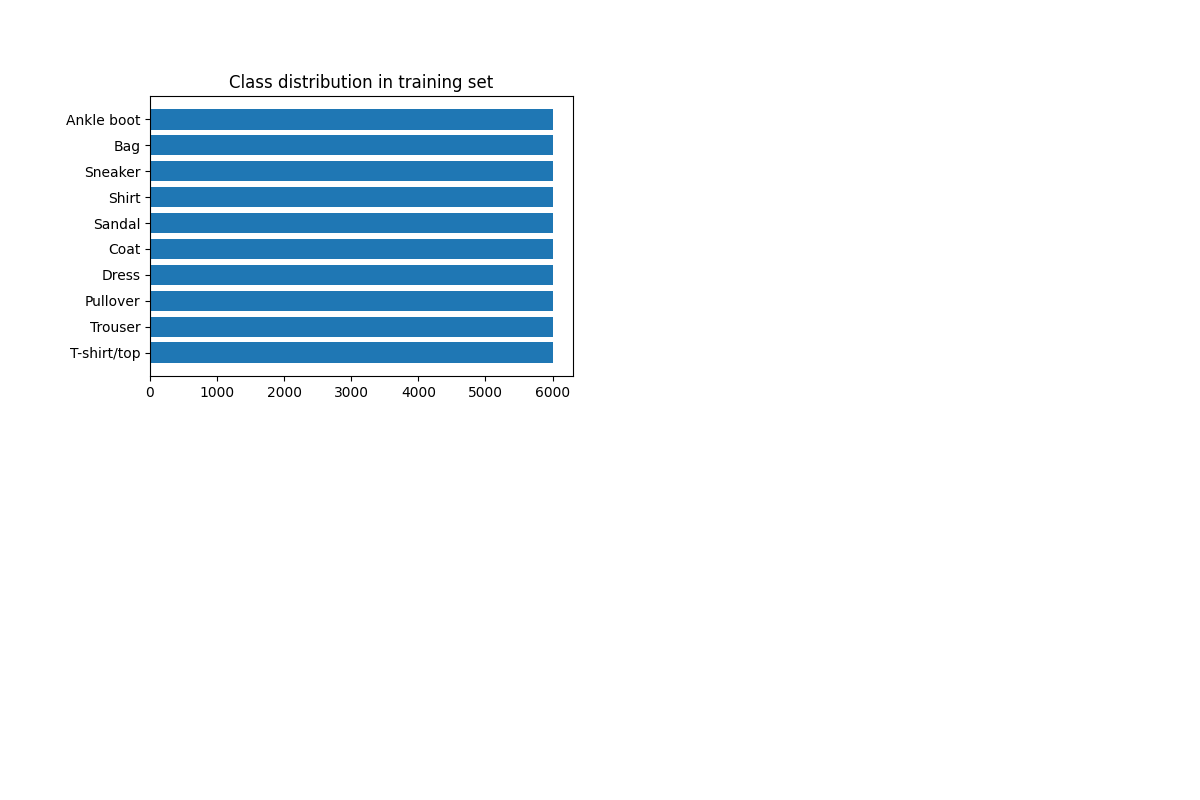 Class distribution in training set
Ankle boot
Bag
Sneaker
Shirt
Sandal
Coat
Dress
Pullover
Trouser
T-shirt/top
0 1000 2000 3000 4000 5000 6000